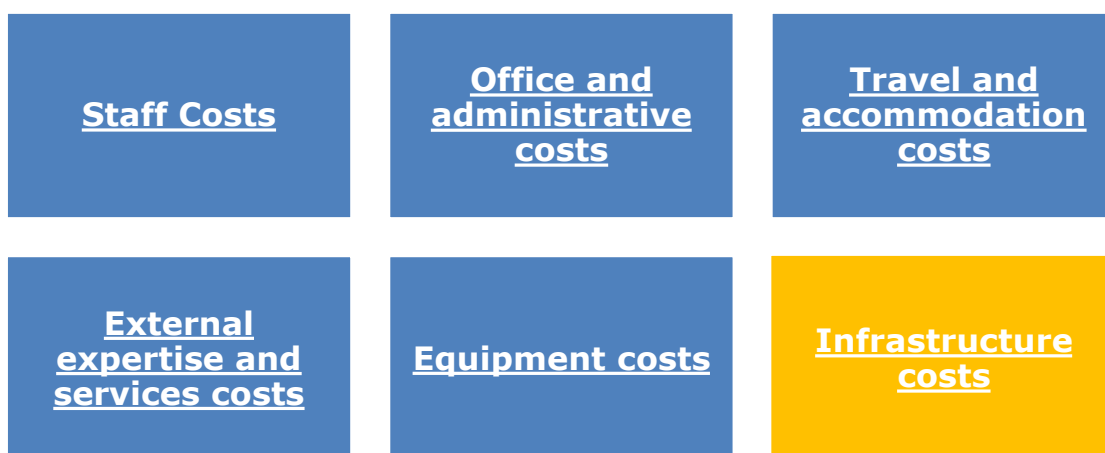 Staff Costs
Office and
administrative
costs
Travel and
accommodation
costs
External
expertise and
services costs
Equipment costs
Infrastructure
costs